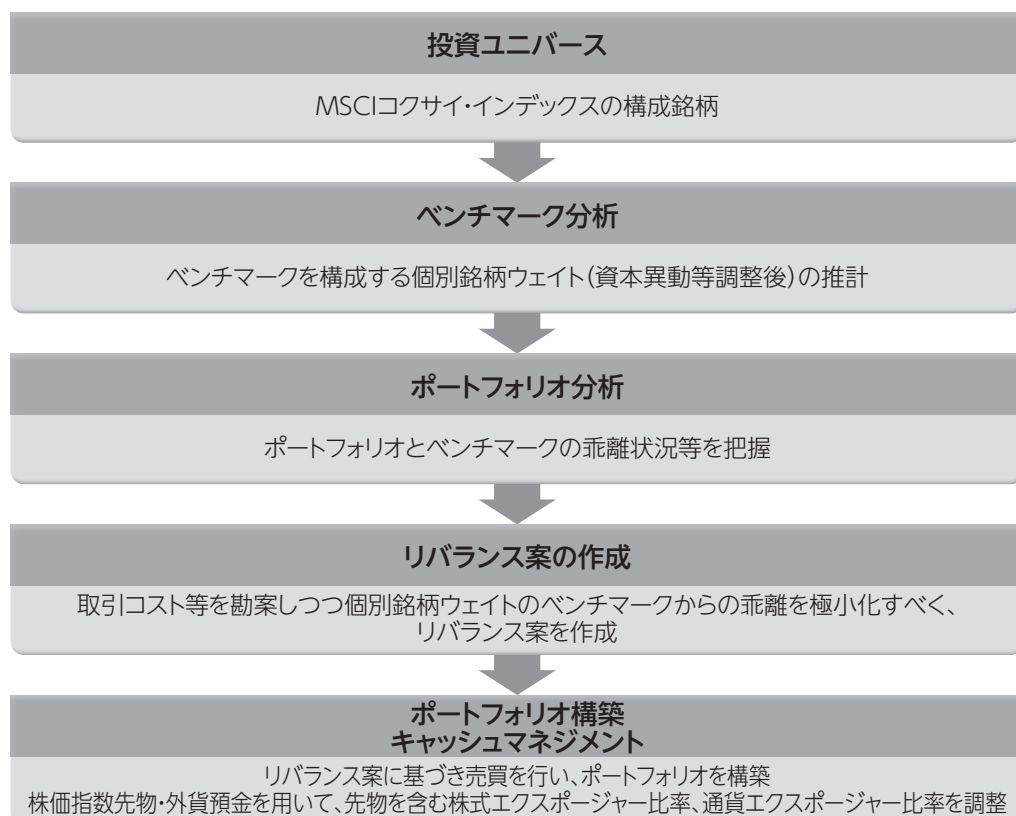 投資ユニバース
MSCIコクサイ・インデックスの構成銘柄
ベンチマーク分析
ベンチマークを構成する個別銘柄ウェイト(資本異動等調整後)の推計
ポートフォリオ分析
ポートフォリオとベンチマークの乖離状況等を把握
リバランス案の作成
取引コスト等を勘案しつつ個別銘柄ウェイトのベンチマークからの乖離を極小化すべく、
リバランス案を作成
ポートフォリオ構築
キャッシュマネジメント
リバランス案に基づき売買を行い、ポートフォリオを構築
株価指数先物・外貨預金を用いて、先物を含む株式エクスポージャー比率、通貨エクスポージャー比率を調整